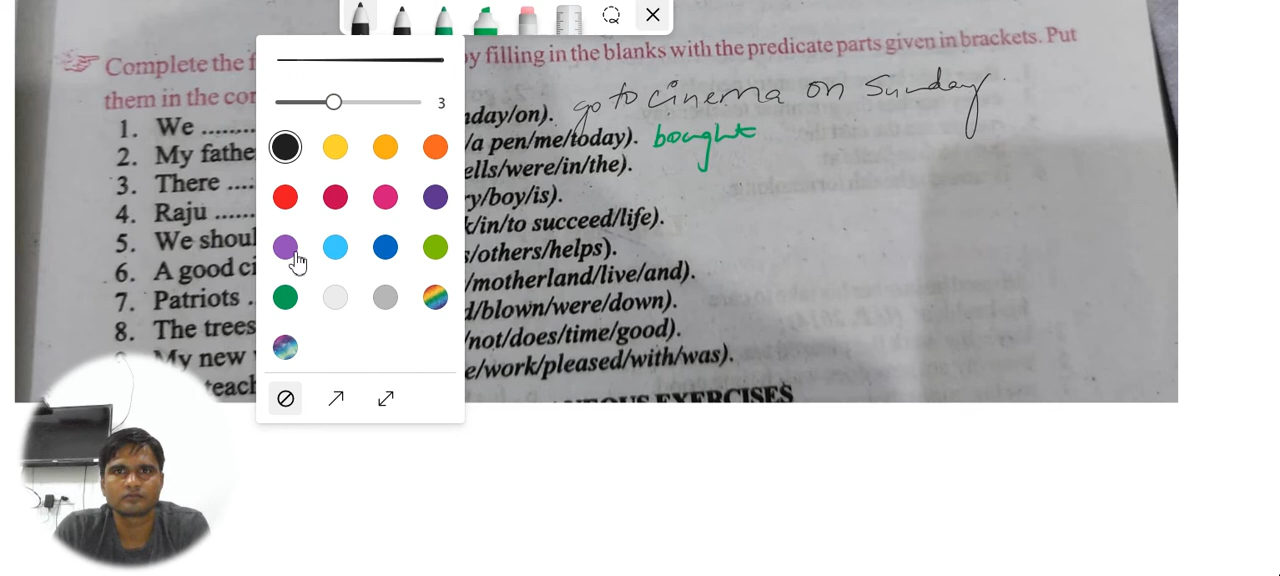 Complete the f y filling in the blanks with the predicate parts given in brackets. Put
them in the cor
1. We ........ day/on). go to cinema on Sunday.
2. My fathe /a pen/me/today). bought
3. There .... ells/were/in/the).
4. Raju ...... y/boy/is).
5. We shoul /in/to succeed/life).
6. A good ci s/others/helps).
7. Patriots . /motherland/live/and).
8. The trees d/blown/were/down).
My new /not/does/time/good).
teach e/work/pleased/with/was).
EXERCISES
3